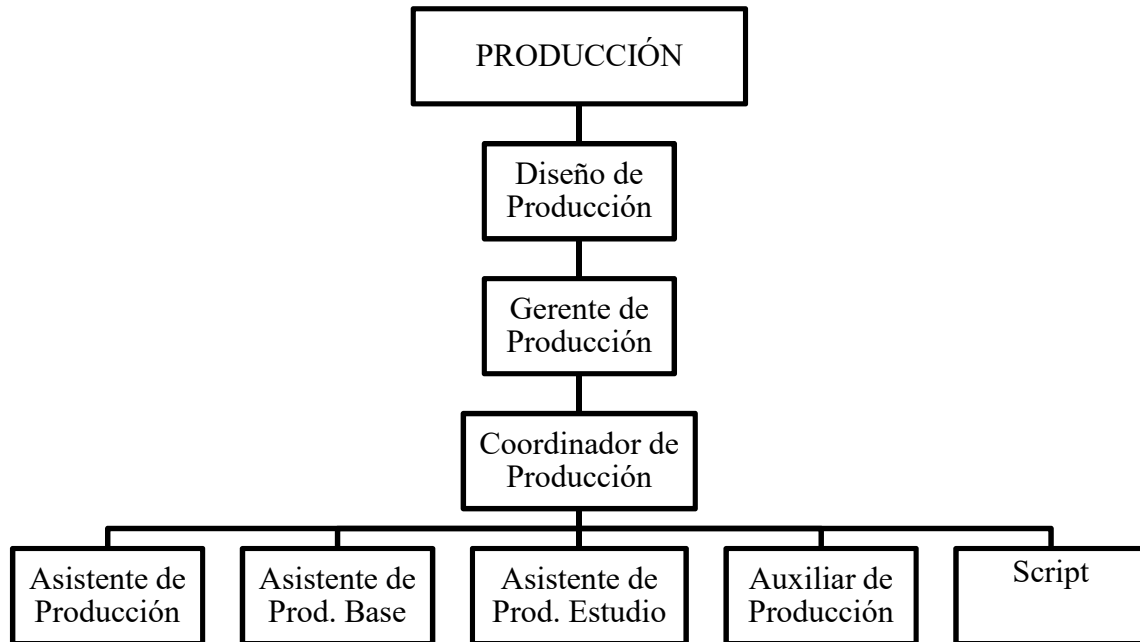 PRODUCCIÓN
Diseño de
Producción
Gerente de
Producción
Coordinador de
Producción
Asistente de
Producción
Asistente de
Prod. Base
Asistente de
Prod. Estudio
Auxiliar de
Producción
Script